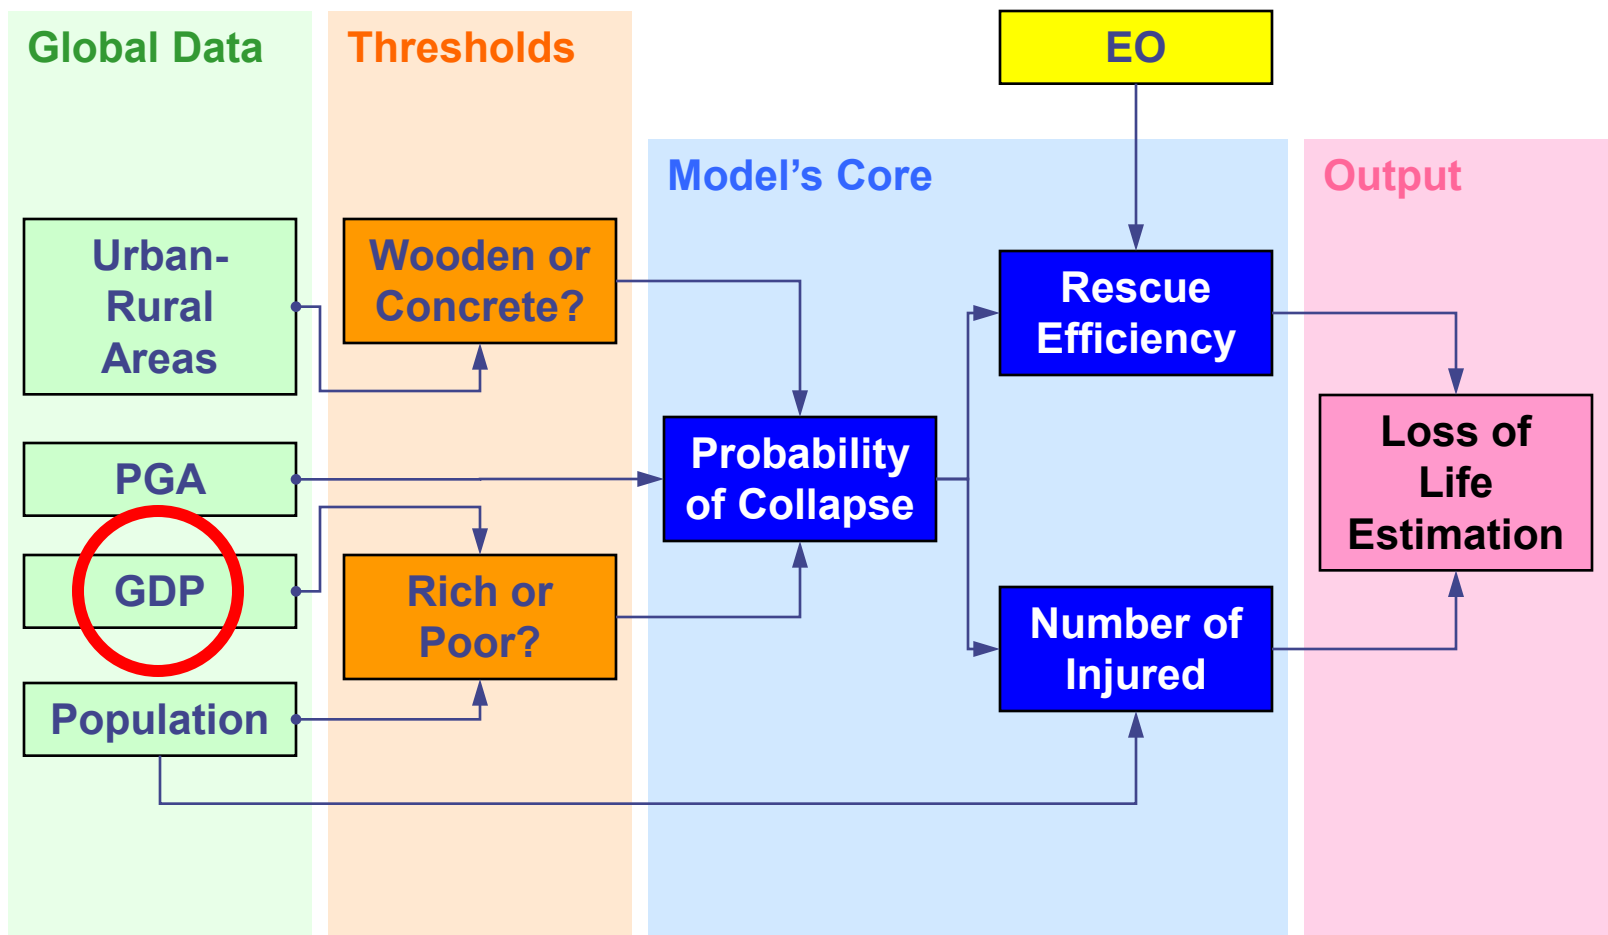 Global Data
Thresholds
EO
Model’s Core
Output
Urban-
Rural
Areas
Wooden or
Concrete?
Rescue
Efficiency
PGA
Probability
of Collapse
Loss of
Life
Estimation
GDP
Rich or
Poor?
Number of
Injured
Population